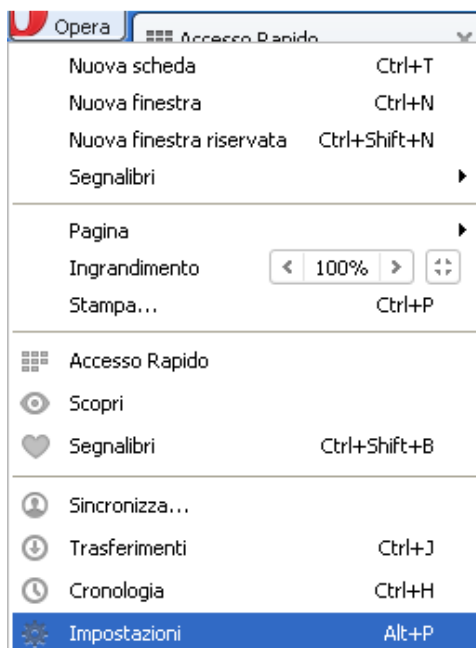 Opera
Accesso Rapido
Nuova scheda Ctrl+T
Nuova finestra Ctrl+N
Nuova finestra riservata Ctrl+Shift+N
Segnalibri
Pagina
Ingrandimento 100%
Stampa... Ctrl+P
Accesso Rapido
Scopri
Segnalibri Ctrl+Shift+B
Sincronizza...
Trasferimenti Ctrl+J
Cronologia Ctrl+H
Impostazioni Alt+P